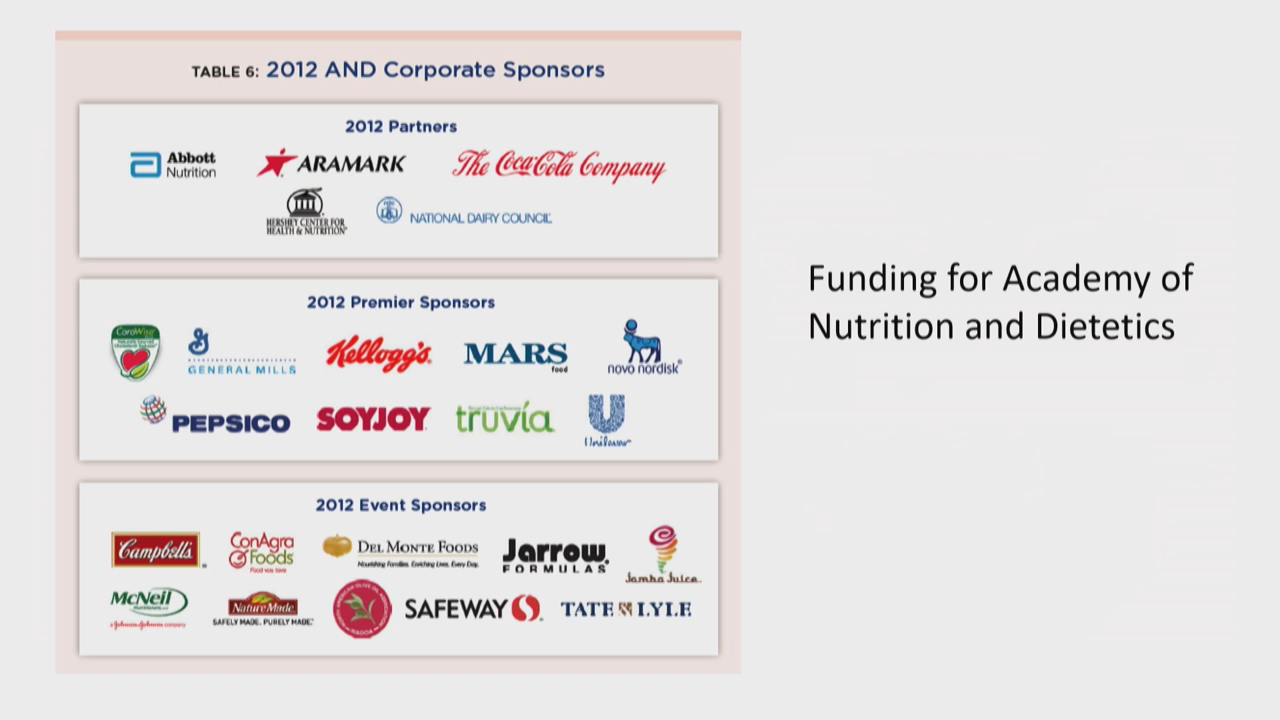 TABLE 6: 2012 AND Corporate Sponsors
2012 Partners
Abbott
Nutrition
ARAMARK
The Coca-Cola Company
HERSHEY CENTER FOR
HEALTH & NUTRITION®
NATIONAL DAIRY COUNCIL
2012 Premier Sponsors
CoroWise
GENERAL MILLS
Kellogg's
MARS
food
novo nordisk®
PEPSICO
SOYJOY
truvia
Unilever
2012 Event Sponsors
Campbell's
ConAgra
Foods
Food you love
DEL MONTE FOODS
Nourishing Families. Enriching Lives. Every Day.
Jarrow
FORMULAS
Jamba Juice
McNeil
a Johnson & Johnson company
Nature Made
SAFELY MADE. PURELY MADE.
SAFEWAY
TATE & LYLE
Funding for Academy of
Nutrition and Dietetics